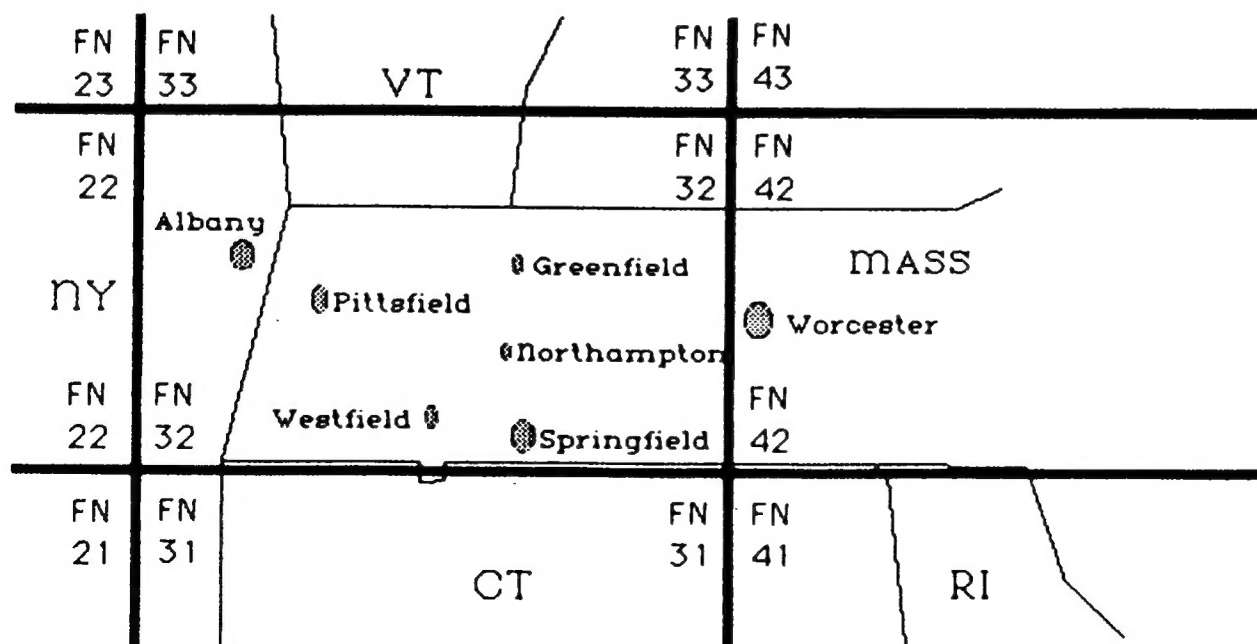 FN FN FN FN
23 33 VT 33 43
FN FN FN
22 32 42
Albany
Greenfield MASS
NY Pittsfield
Worcester
Northampton
FN FN FN
22 32 Westfield Springfield 42
FN FN FN FN
21 31 31 41
CT RI